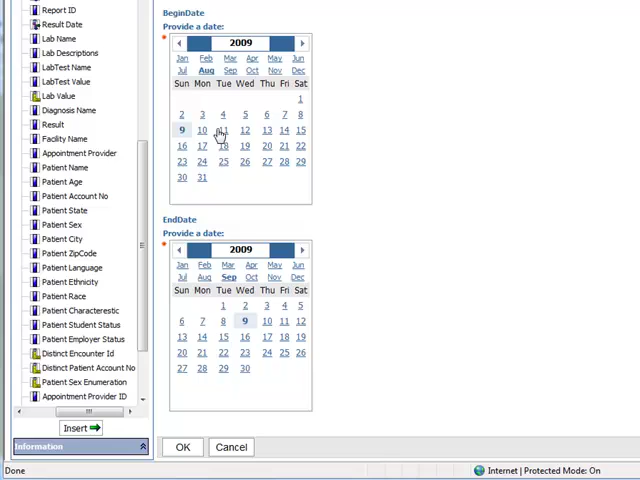 Report ID
Result Date
Lab Name
Lab Descriptions
LabTest Name
LabTest Value
Lab Value
Diagnosis Name
Result
Facility Name
Appointment Provider
Patient Name
Patient Age
Patient Account No
Patient State
Patient Sex
Patient City
Patient ZipCode
Patient Language
Patient Ethnicity
Patient Race
Patient Characterestic
Patient Student Status
Patient Employer Status
Distinct Encounter Id
Distinct Patient Account No
Patient Sex Enumeration
Appointment Provider ID
Insert
Information
BeginDate
Provide a date:
2009
Jan Feb Mar Apr May Jun
Jul Aug Sep Oct Nov Dec
Sun Mon Tue Wed Thu Fri Sat
1
2 3 4 5 6 7 8
9 10 11 12 13 14 15
16 17 18 19 20 21 22
23 24 25 26 27 28 29
30 31
EndDate
Provide a date:
2009
Jan Feb Mar Apr May Jun
Jul Aug Sep Oct Nov Dec
Sun Mon Tue Wed Thu Fri Sat
1 2 3 4 5
6 7 8 9 10 11 12
13 14 15 16 17 18 19
20 21 22 23 24 25 26
27 28 29 30
OK Cancel
Done
Internet | Protected Mode: On